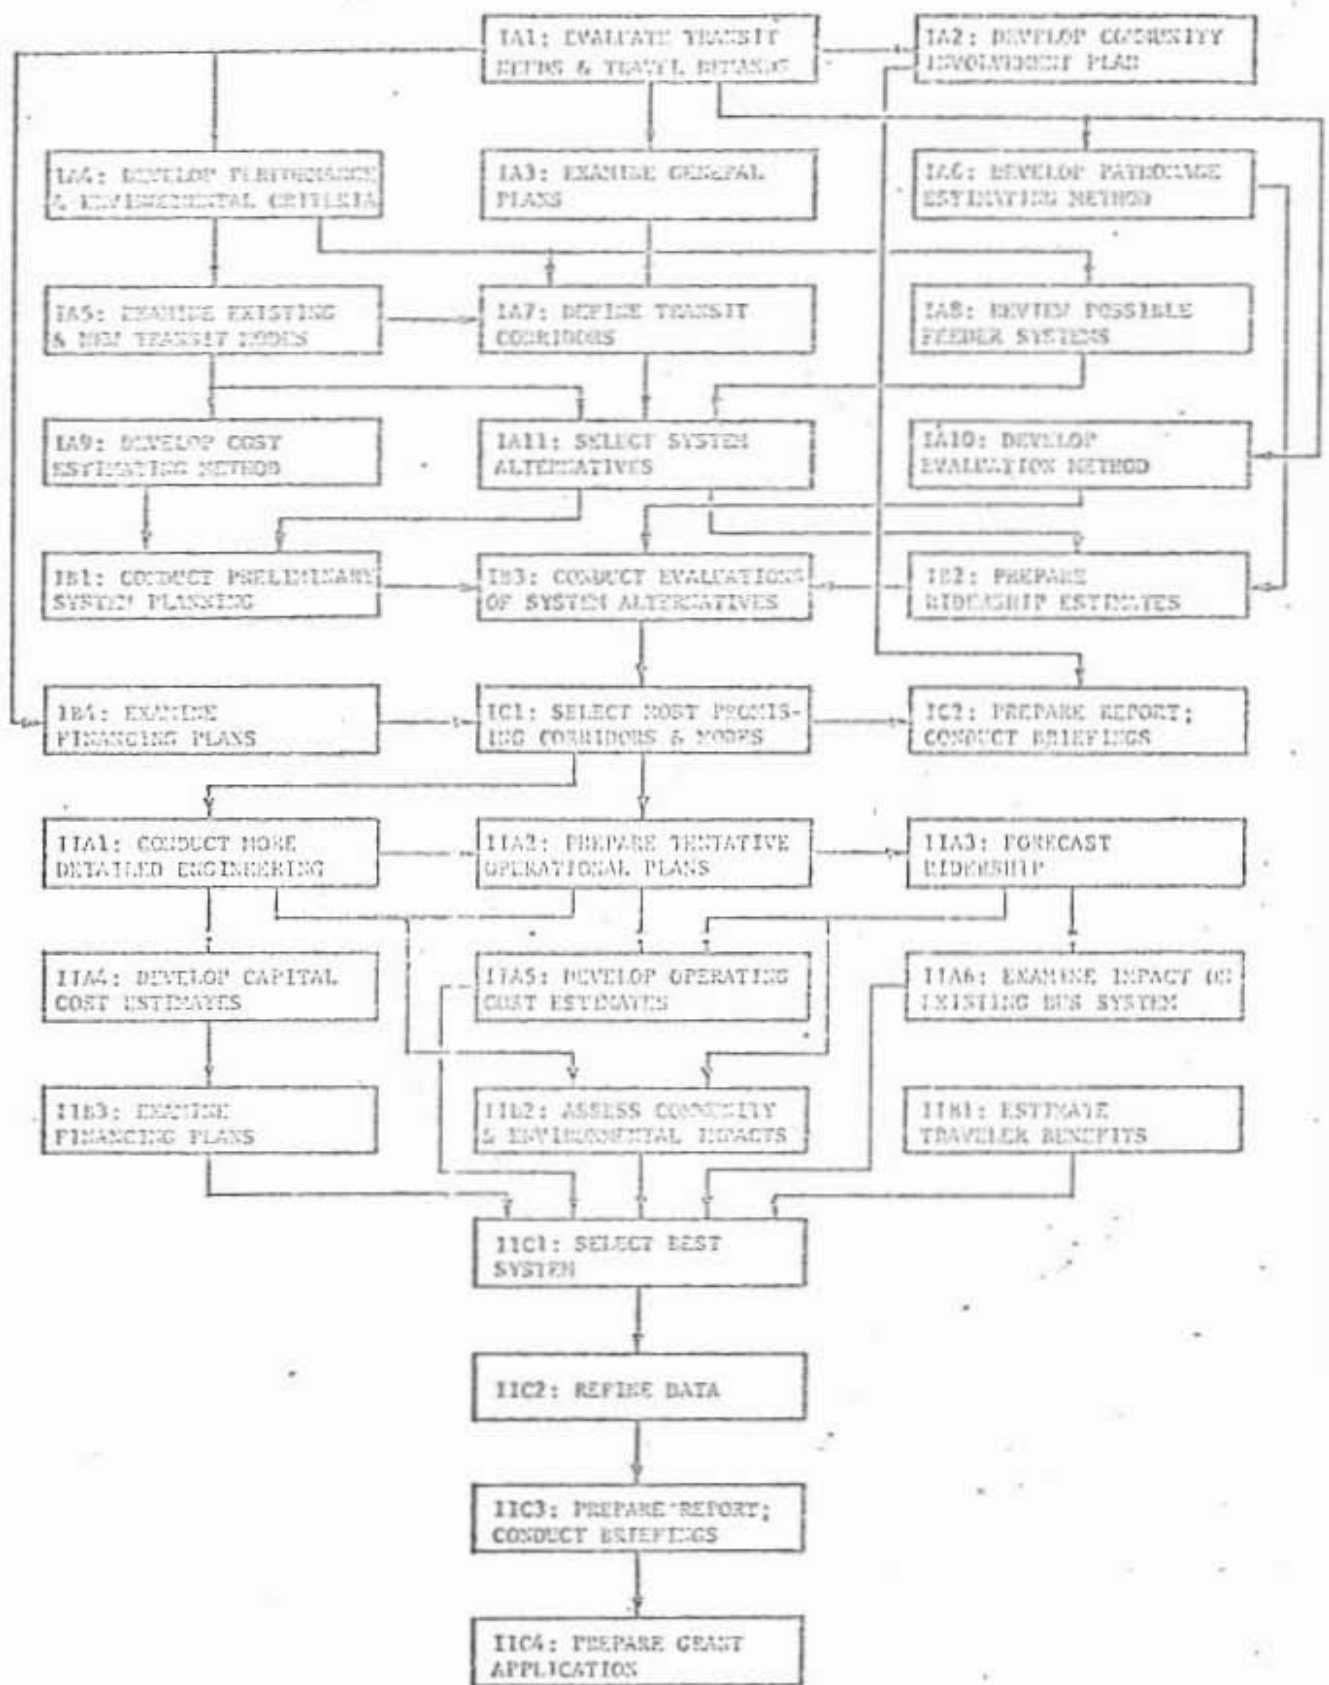 IA1: EVALUATE TRANSIT
NEEDS & TRAVEL DEMANDS
IA2: DEVELOP COMMUNITY
INVOLVEMENT PLAN
IA4: DEVELOP PERFORMANCE
& ENVIROMENTAL CRITERIA
IA3: EXAMINE GENERAL
PLANS
IA6: DEVELOP PATRONAGE
ESTIMATING METHOD
IA5: EXAMINE EXISTING
& NEW TRANSIT MODES
IA7: DEFINE TRANSIT
CORRIDORS
IA8: REVIEW POSSIBLE
FEEDER SYSTEMS
IA9: DEVELOP COST
ESTIMATING METHOD
IA11: SELECT SYSTEM
ALTERNATIVES
IA10: DEVELOP
EVALUATION METHOD
IB1: CONDUCT PRELIMINARY
SYSTEM PLANNING
IB3: CONDUCT EVALUATIONS
OF SYSTEM ALTERNATIVES
IB2: PREPARE
RIDERSHIP ESTIMATES
IB4: EXAMINE
FINANCING PLANS
IC1: SELECT MOST PROMIS-
ING CORRIDORS & MODES
IC2: PREPARE REPORT;
CONDUCT BRIEFINGS
IIA1: CONDUCT MORE
DETAILED ENGINEERING
IIA2: PREPARE TENTATIVE
OPERATIONAL PLANS
IIA3: FORECAST
RIDERSHIP
IIA4: DEVELOP CAPITAL
COST ESTIMATES
IIA5: DEVELOP OPERATING
COST ESTIMATES
IIA6: EXAMINE IMPACT ON
EXISTING BUS SYSTEM
IIB3: EXAMINE
FINANCING PLANS
IIB2: ASSESS COMMUNITY
& ENVIRONMENTAL IMPACTS
IIB1: ESTIMATE
TRAVELER BENEFITS
IIC1: SELECT BEST
SYSTEM
IIC2: REFINE DATA
IIC3: PREPARE REPORT;
CONDUCT BRIEFINGS
IIC4: PREPARE GRANT
APPLICATION